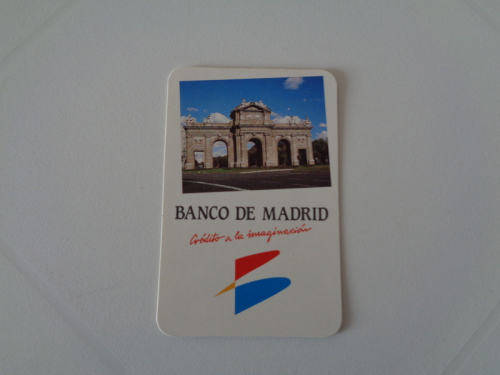 BANCO DE MADRID
Crédito a la imaginación